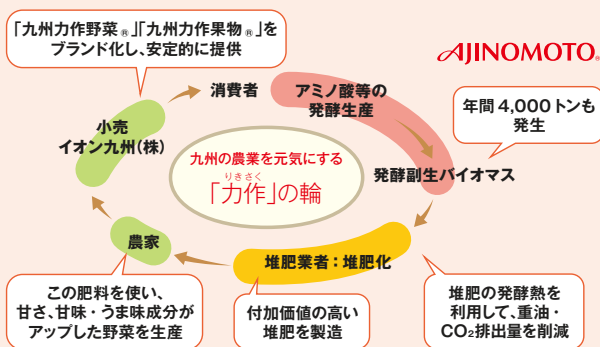 「九州力作野菜®」「九州力作果物®」を
ブランド化し、安定的に提供
AJINOMOTO®
消費者
アミノ酸等の
発酵生産
年間 4,000 トンも
発生
小売
イオン九州(株)
九州の農業を元気にする
りきさく
「力作」の輪
発酵副生バイオマス
農家
堆肥業者：堆肥化
この肥料を使い、
甘さ、甘味・うま味成分が
アップした野菜を生産
付加価値の高い
堆肥を製造
堆肥の発酵熱を
利用して、重油・
CO₂排出量を削減